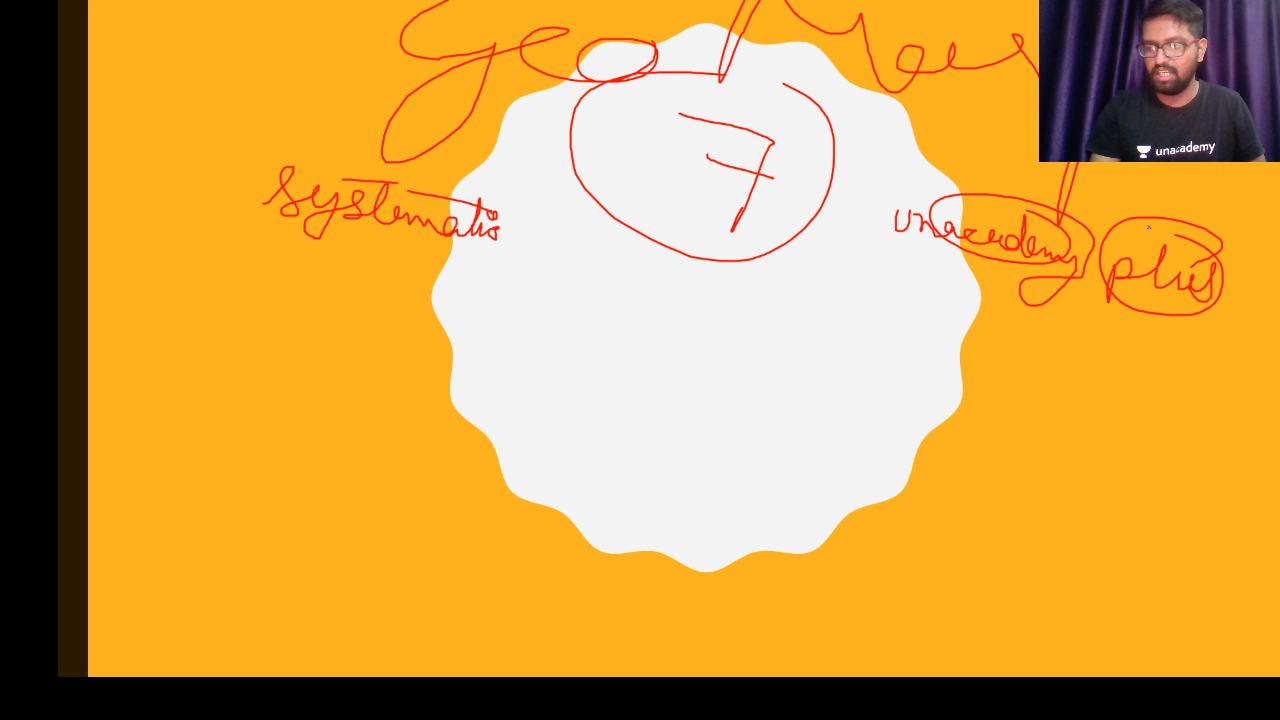 Geo
unacademy
7
systematic
unacademy plus